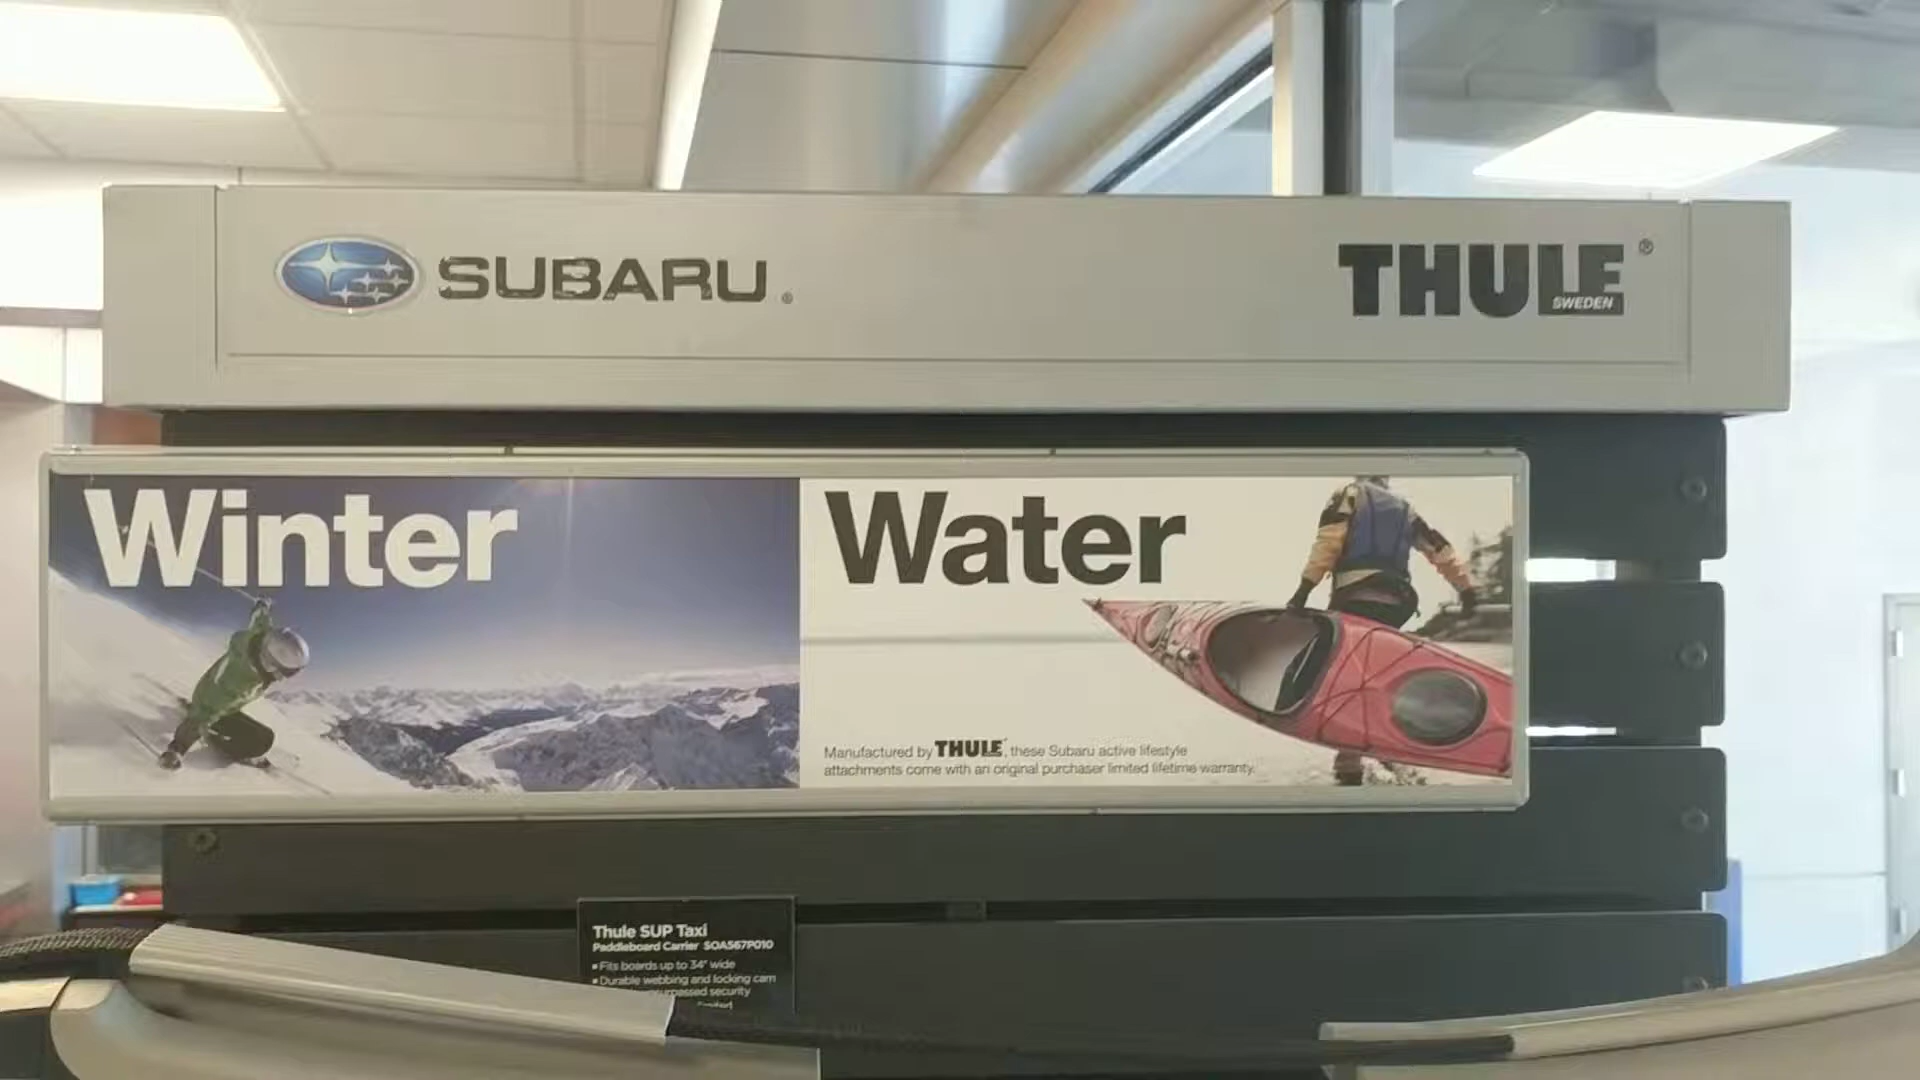 SUBARU®
THULE®
SWEDEN
Winter
Water
Manufactured by THULE, these Subaru active lifestyle
attachments come with an original purchaser limited lifetime warranty.
Thule SUP Taxi
Paddleboard Carrier SOA567P010
▪ Fits boards up to 34" wide
▪ Durable webbing and locking cam
security